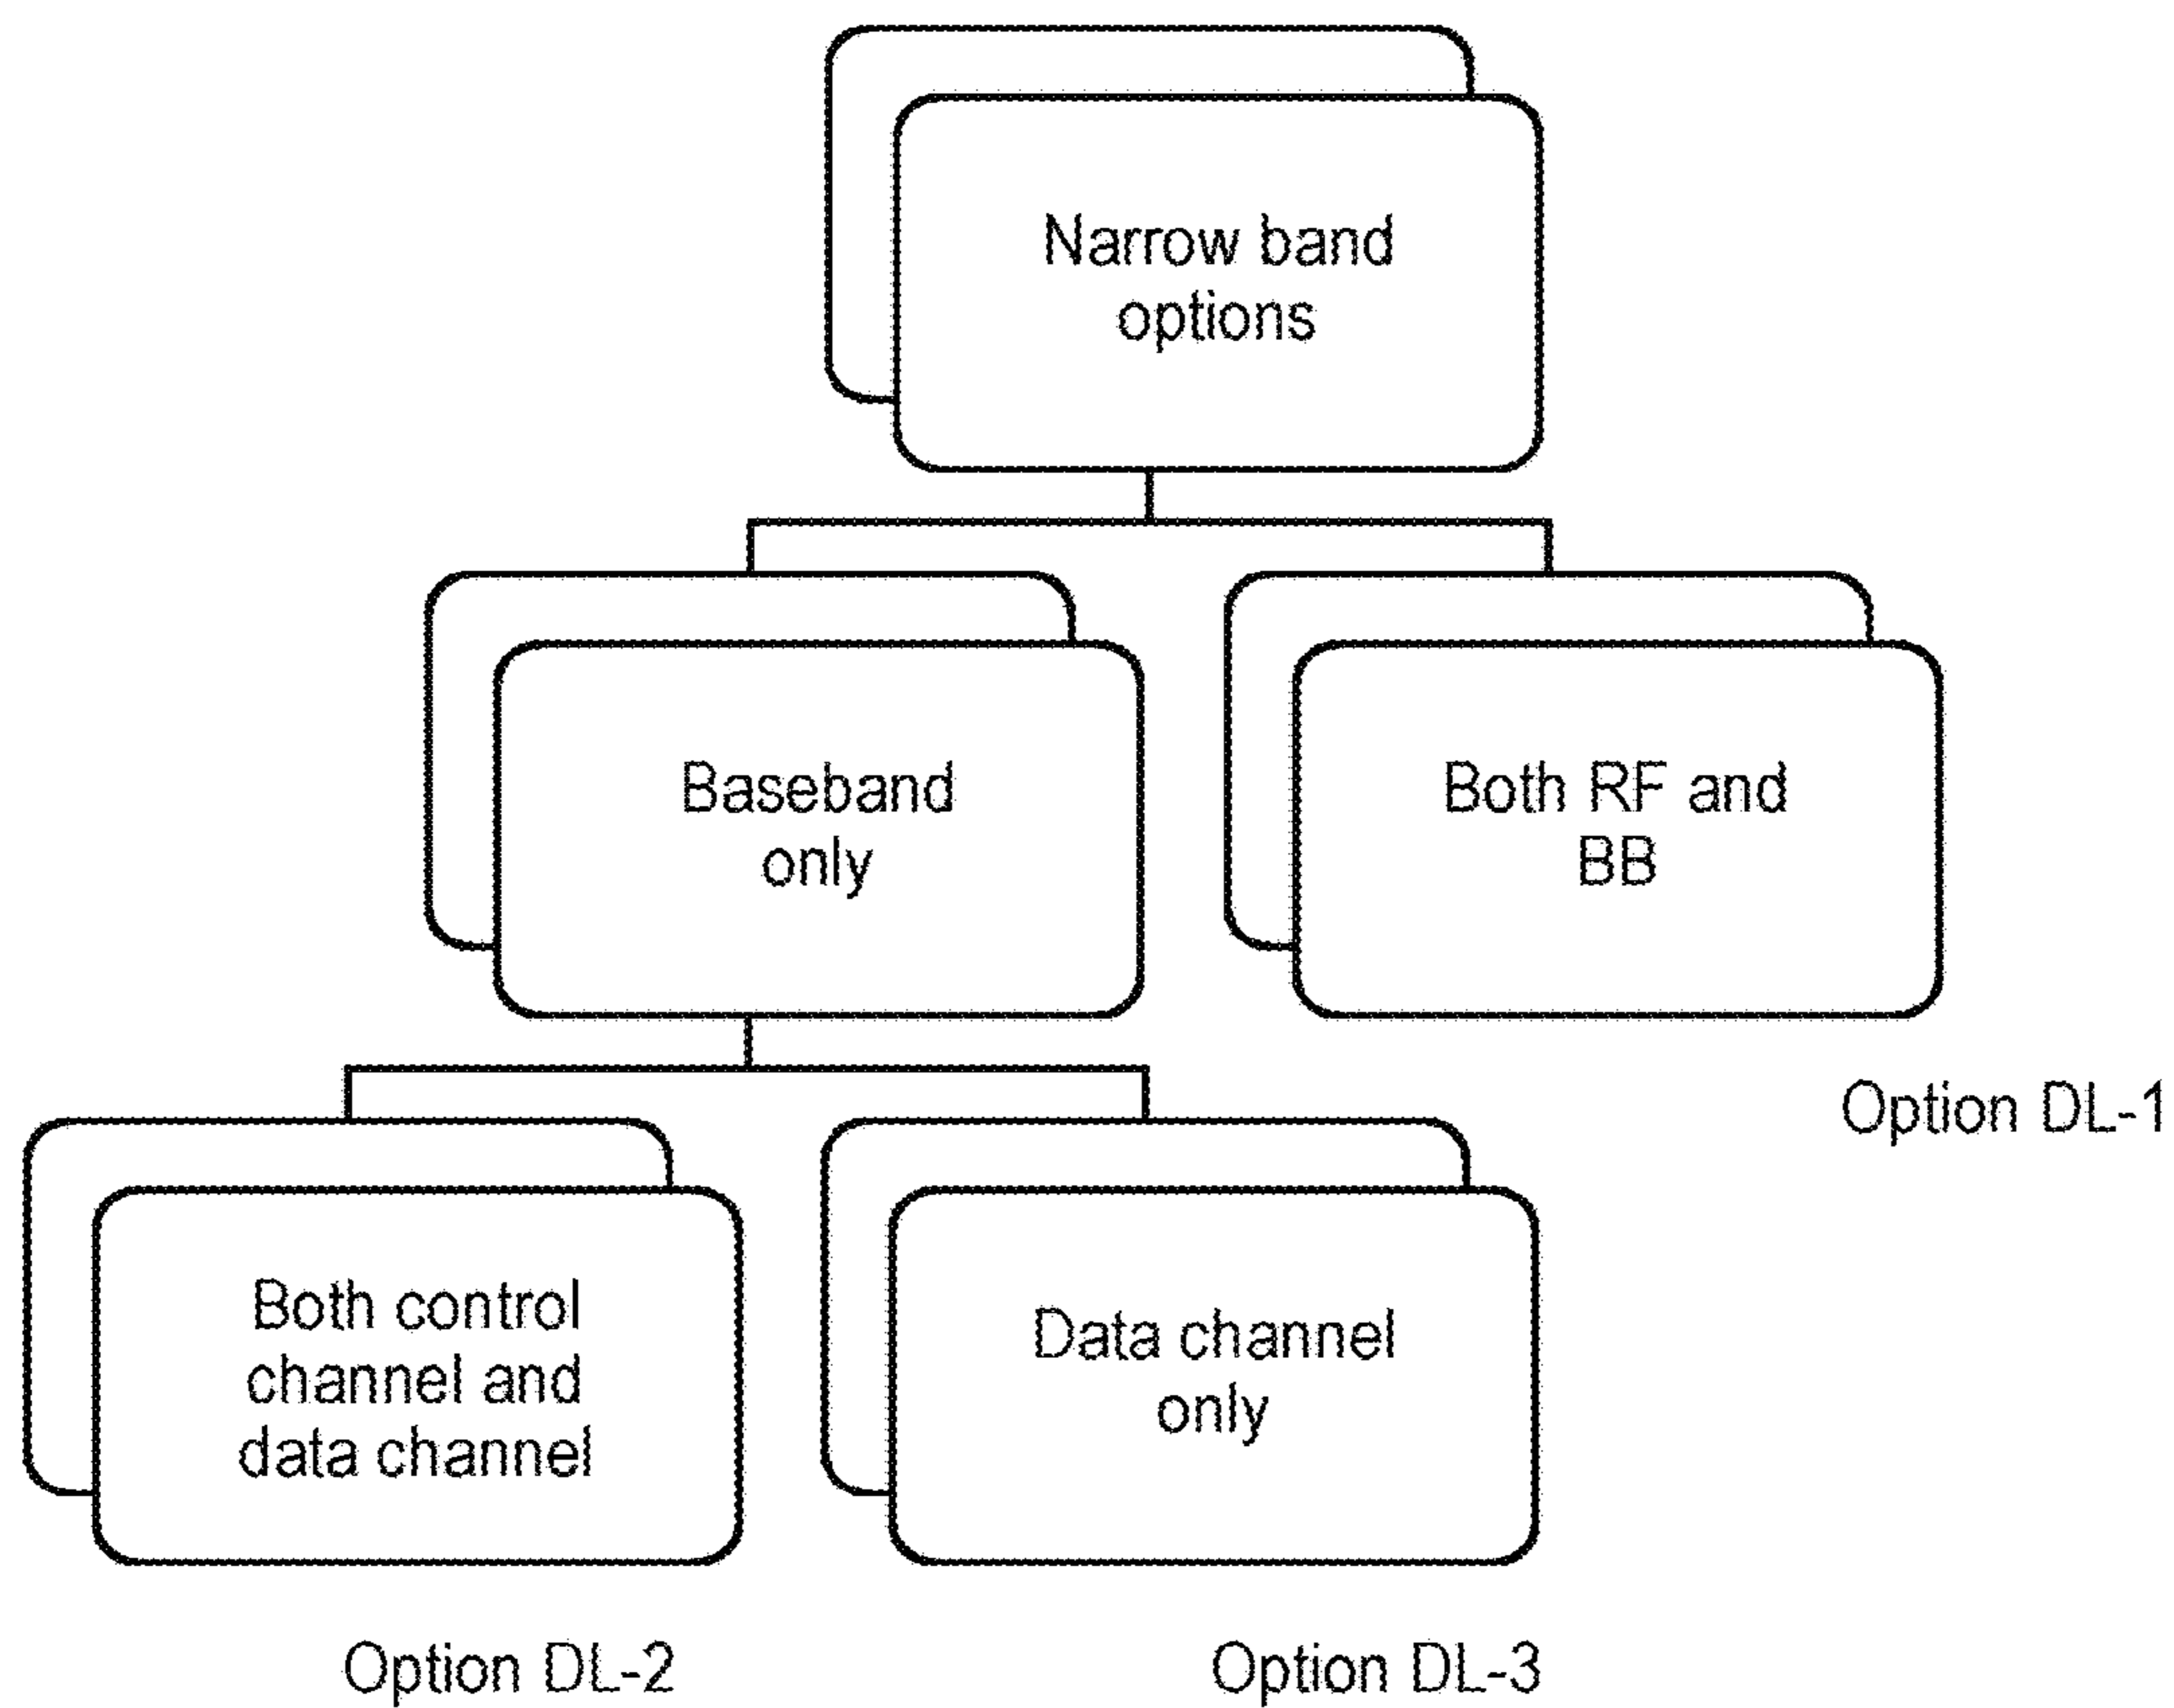 Narrow band
options
Baseband
only
Both RF and
BB
Option DL-1
Both control
channel and
data channel
Data channel
only
Option DL-2
Option DL-3